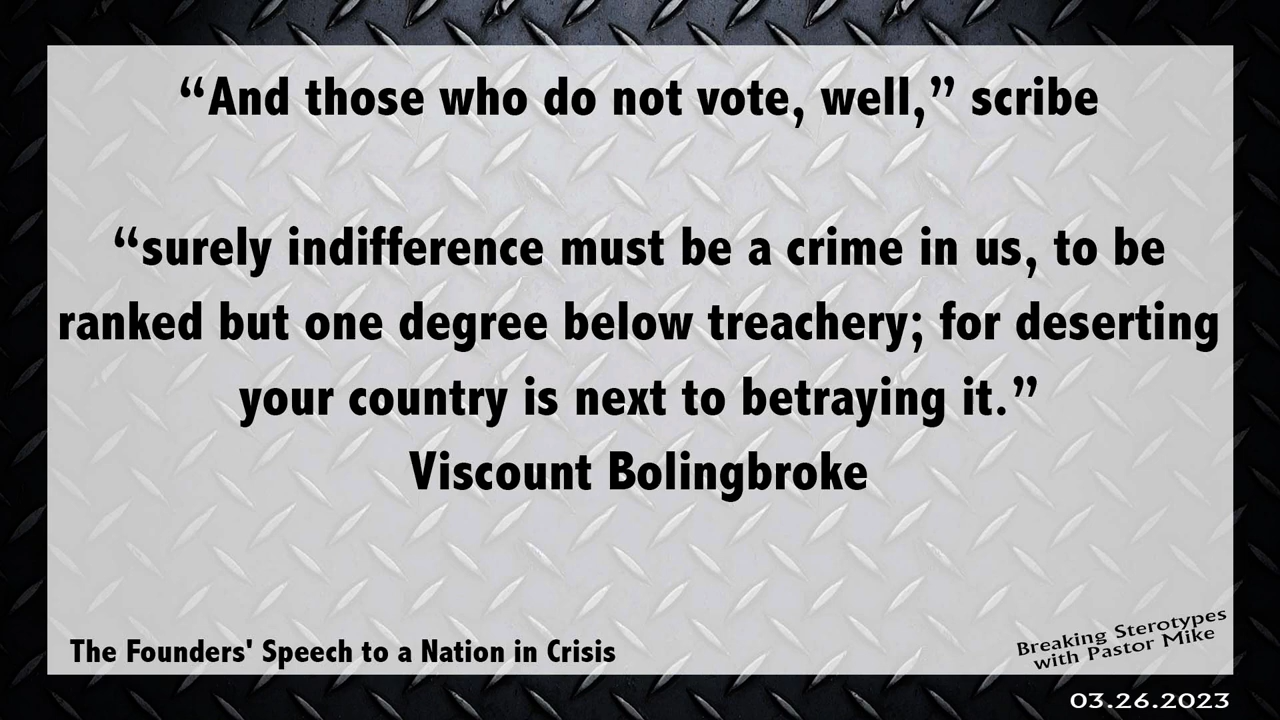 “And those who do not vote, well,” scribe
“surely indifference must be a crime in us, to be
ranked but one degree below treachery; for deserting
your country is next to betraying it.”
Viscount Bolingbroke
The Founders' Speech to a Nation in Crisis
Breaking Sterotypes
with Pastor Mike
03.26.2023